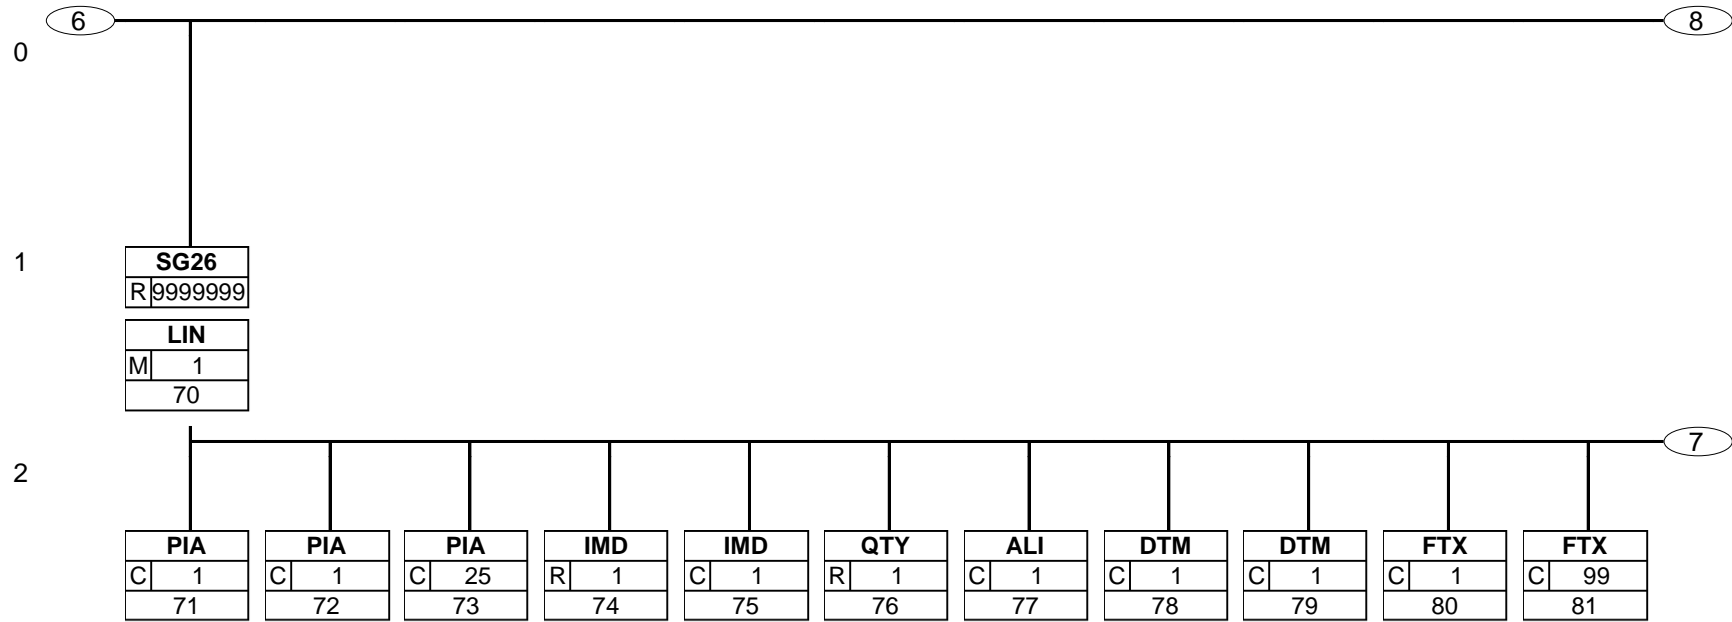 6 8
0
1 SG26
R 9999999
LIN
M 1
70
7
2
PIA PIA PIA IMD IMD QTY ALI DTM DTM FTX FTX
C 1 C 1 C 25 R 1 C 1 R 1 C 1 C 1 C 1 C 1 C 99
71 72 73 74 75 76 77 78 79 80 81